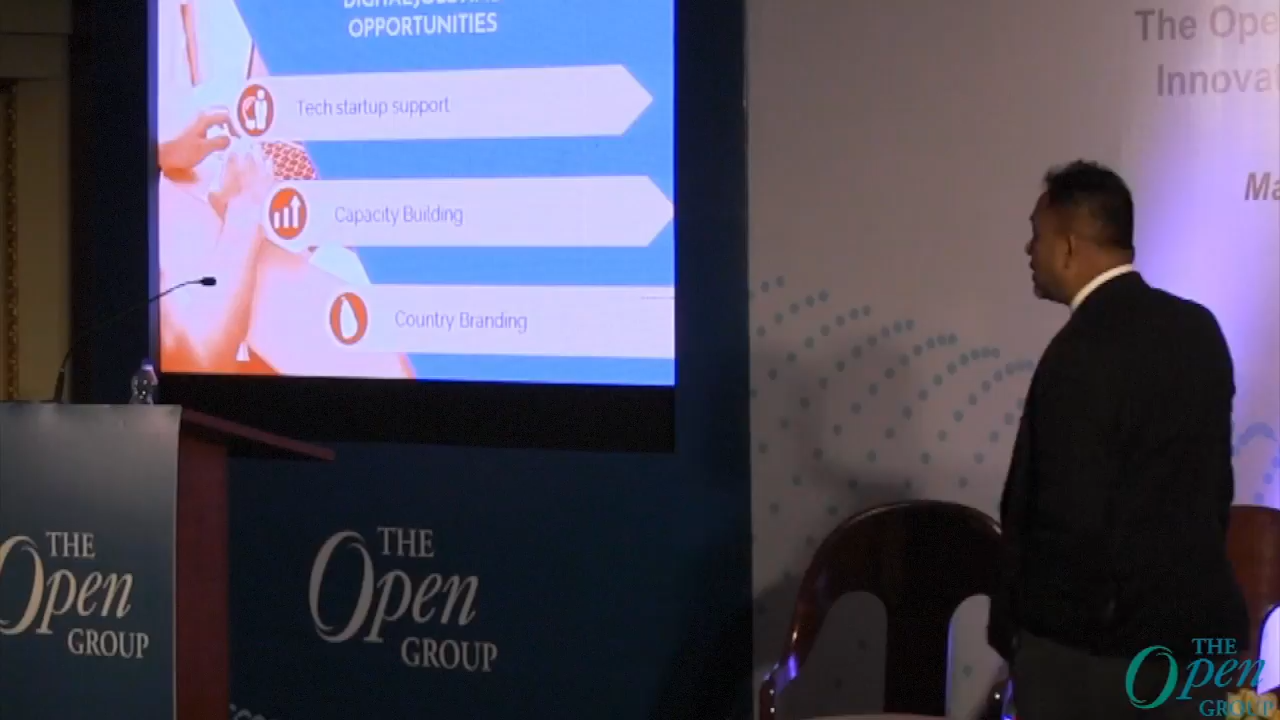 OPPORTUNITIES
Tech startup support
Capacity Building
Country Branding
The Ope
Innova
Ma
THE
Open
GROUP
THE
Open
GROUP
THE
Open
GROUP